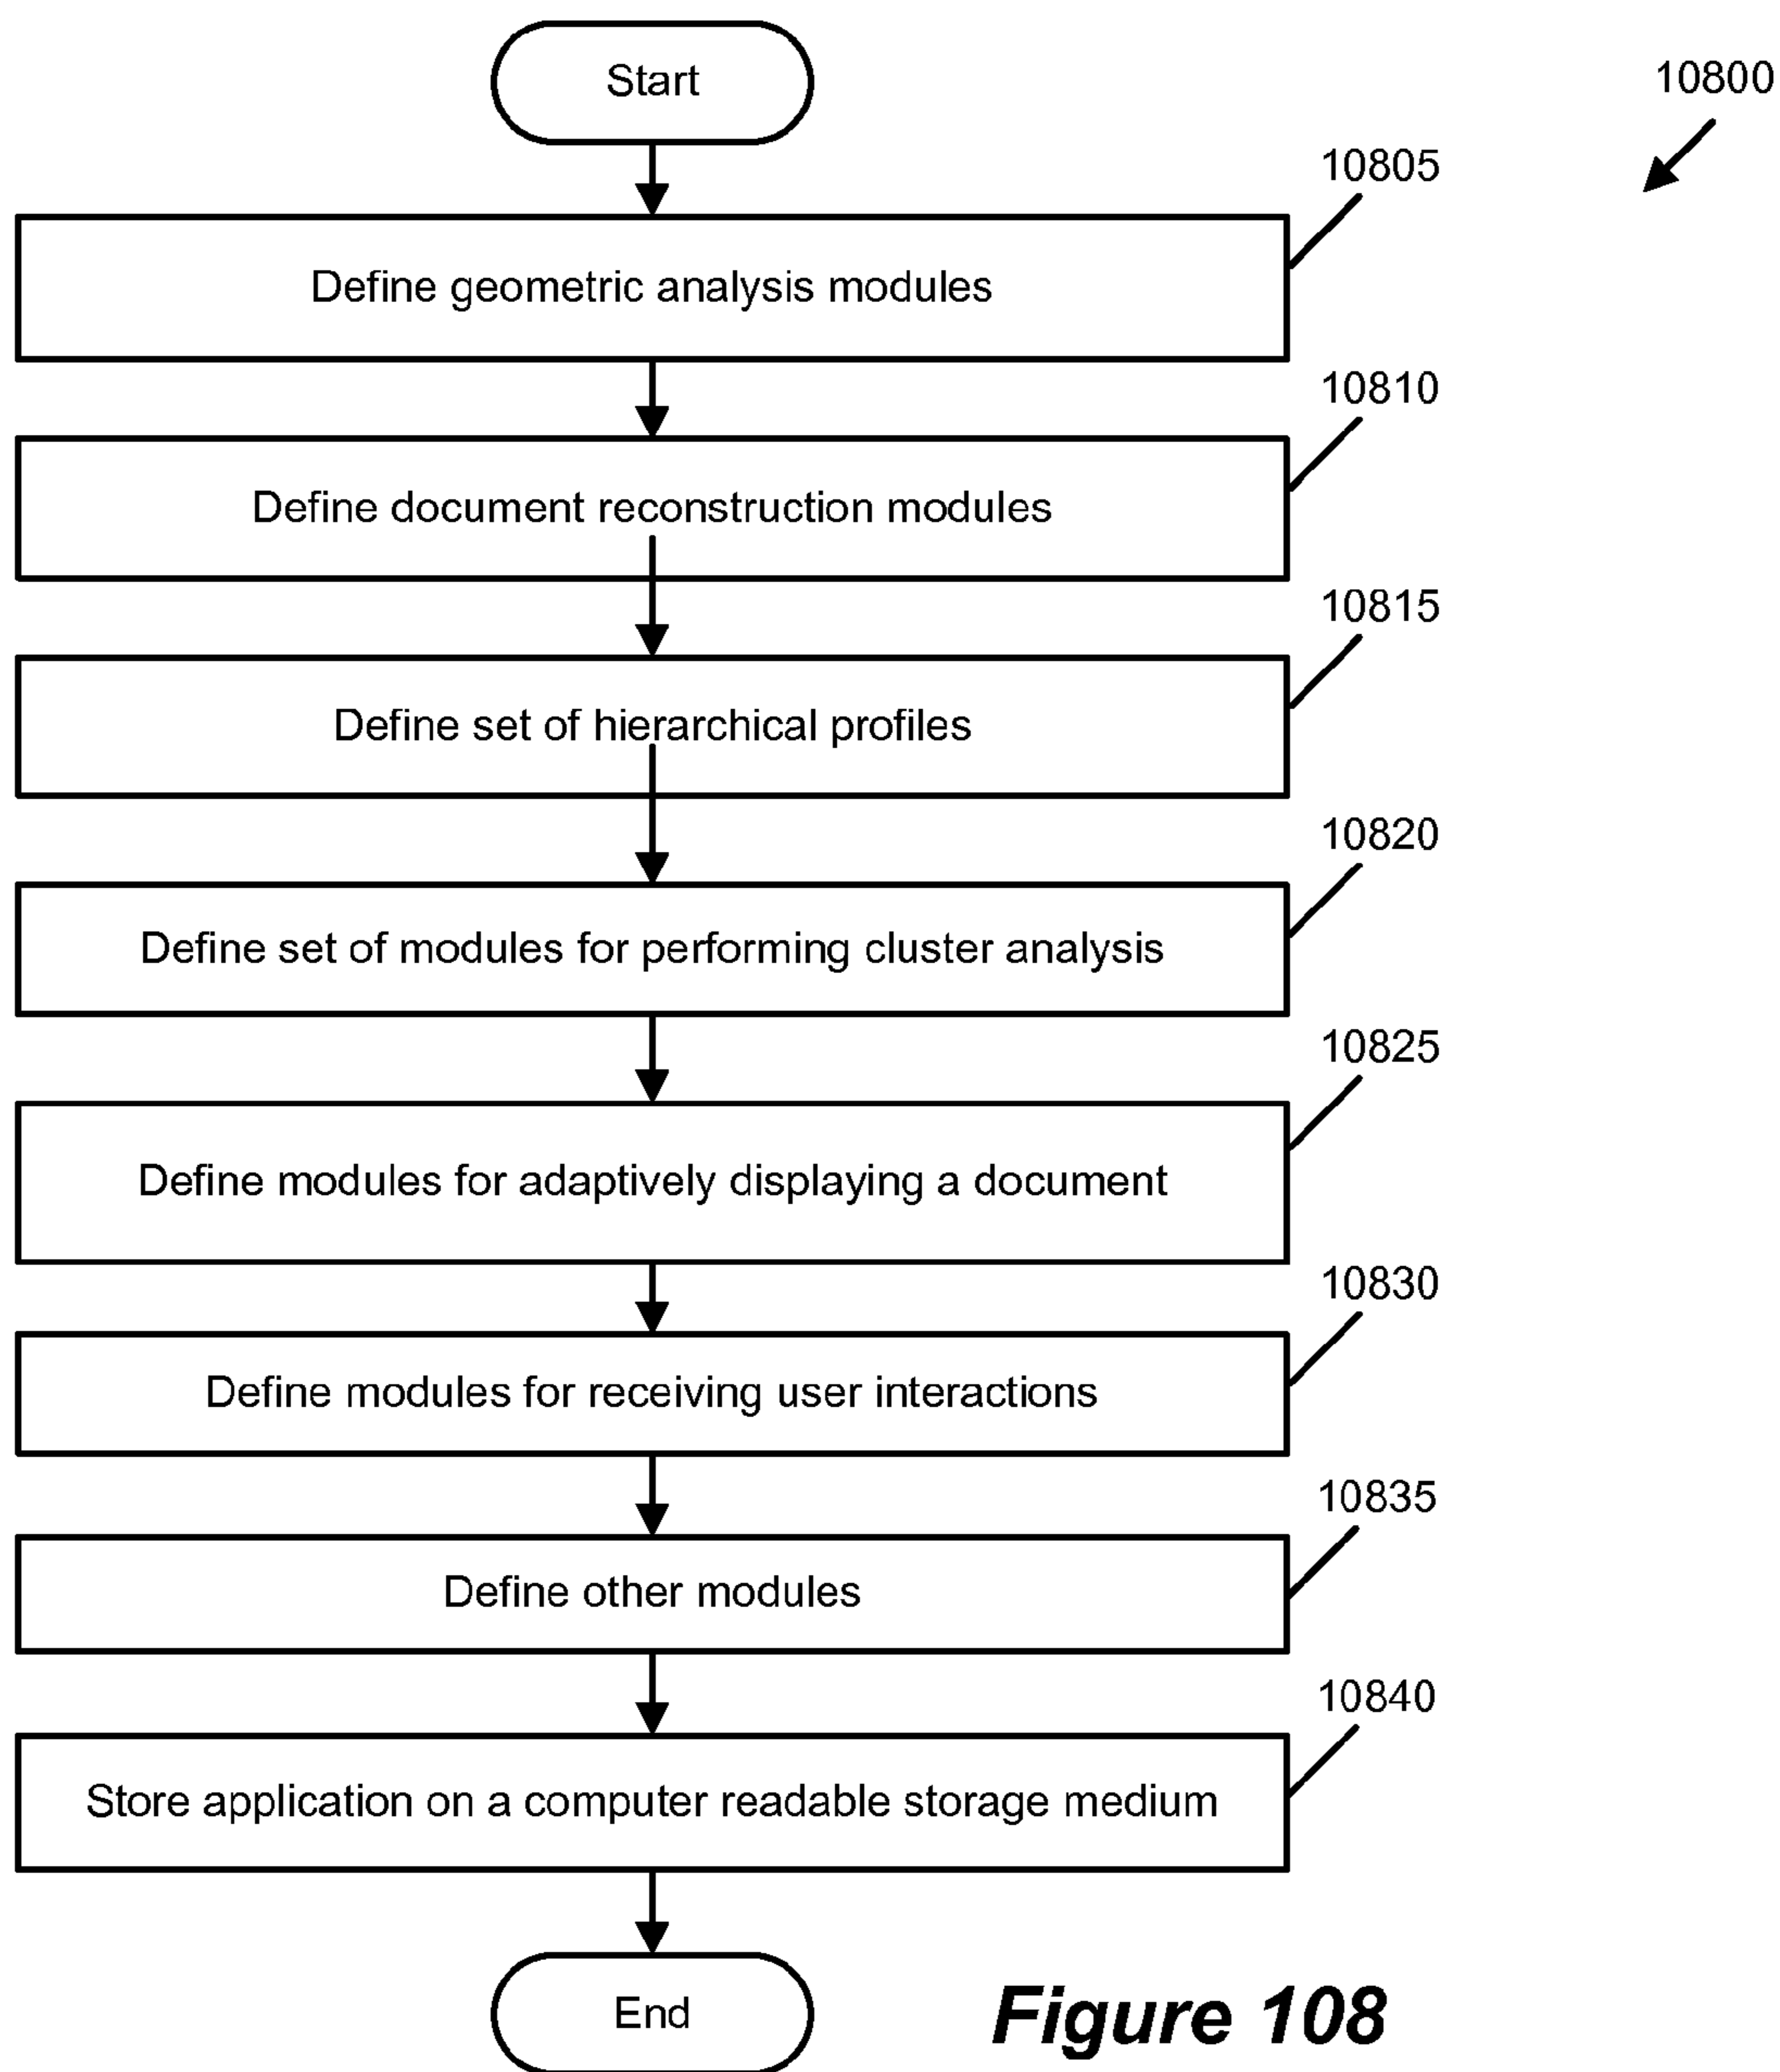 Start
10800
10805
Define geometric analysis modules
10810
Define document reconstruction modules
10815
Define set of hierarchical profiles
10820
Define set of modules for performing cluster analysis
10825
Define modules for adaptively displaying a document
10830
Define modules for receiving user interactions
10835
Define other modules
10840
Store application on a computer readable storage medium
End
Figure 108